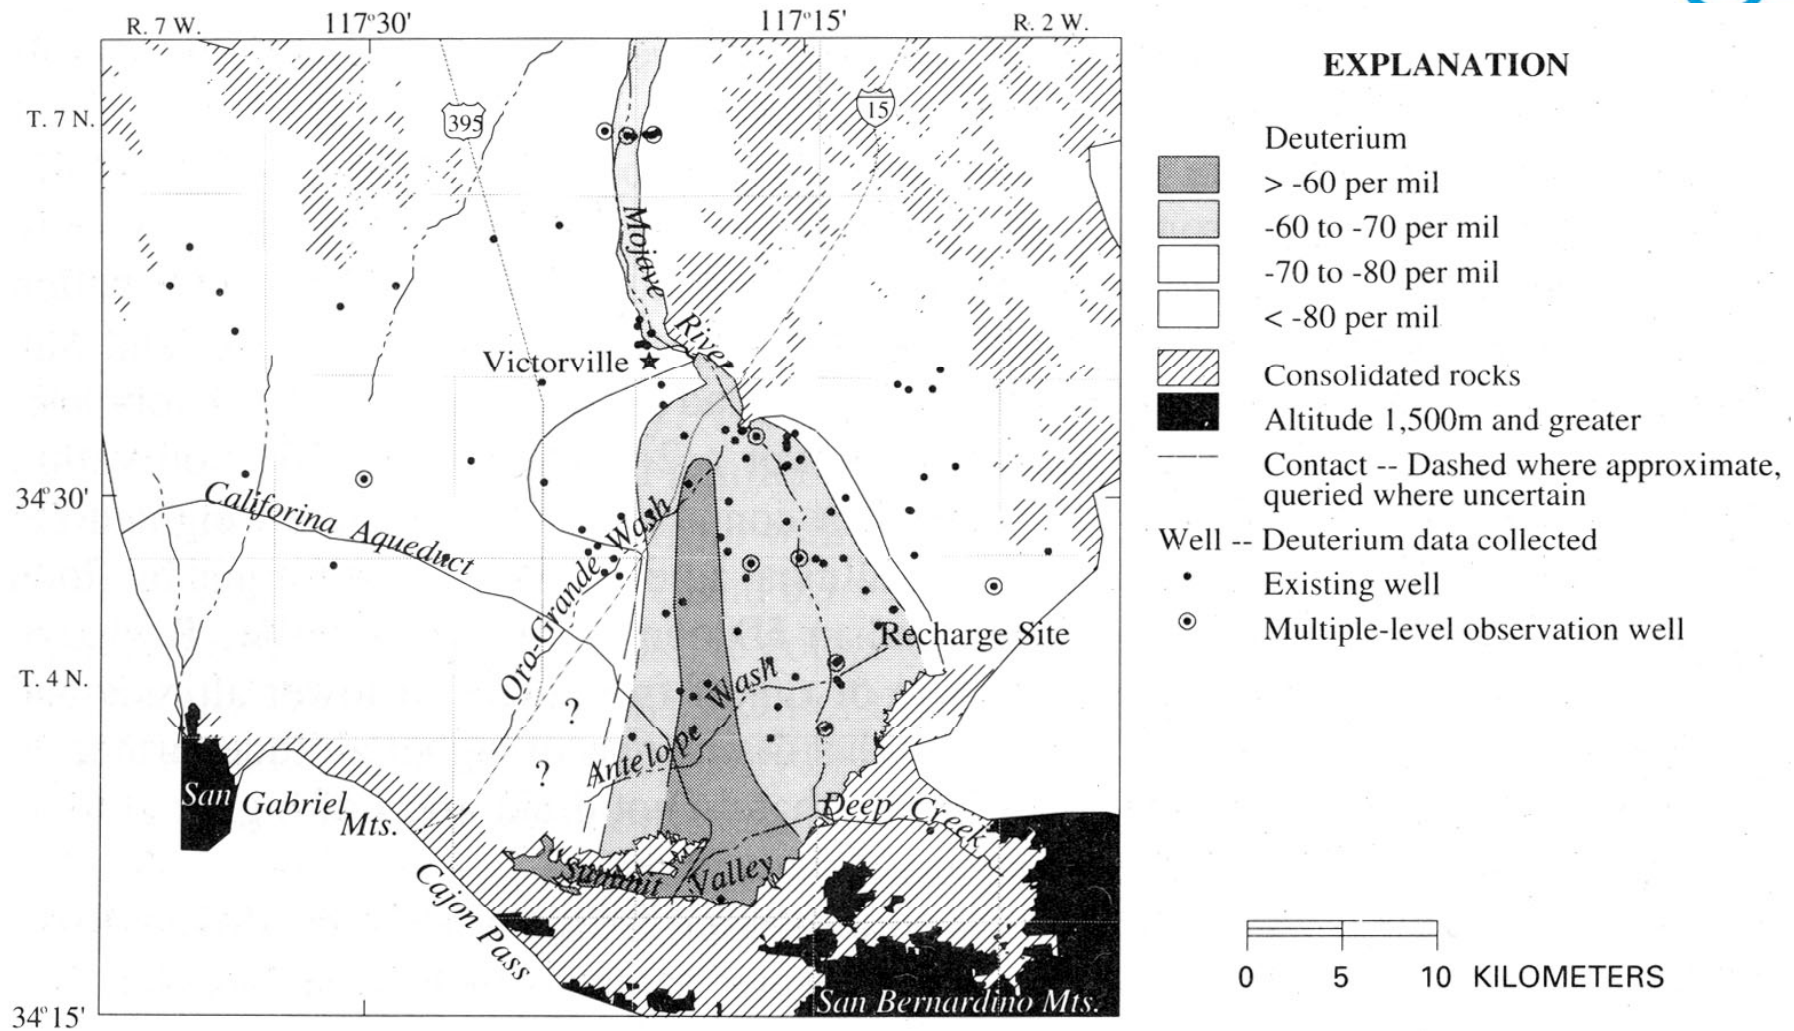 R. 7 W.
117°30'
117°15'
R. 2 W.
T. 7 N.
395
15
Mojave
River
Victorville
34°30'
Califorina Aqueduct
Oro-Grande Wash
Recharge Site
T. 4 N.
?
?
Antelope Wash
San Gabriel
Mts.
Deep Creek
Summit Valley
Cajon Pass
San Bernardino Mts.
34°15'
EXPLANATION
Deuterium
> -60 per mil
-60 to -70 per mil
-70 to -80 per mil
< -80 per mil
Consolidated rocks
Altitude 1,500m and greater
Contact -- Dashed where approximate,
queried where uncertain
Well -- Deuterium data collected
Existing well
Multiple-level observation well
0 5 10 KILOMETERS